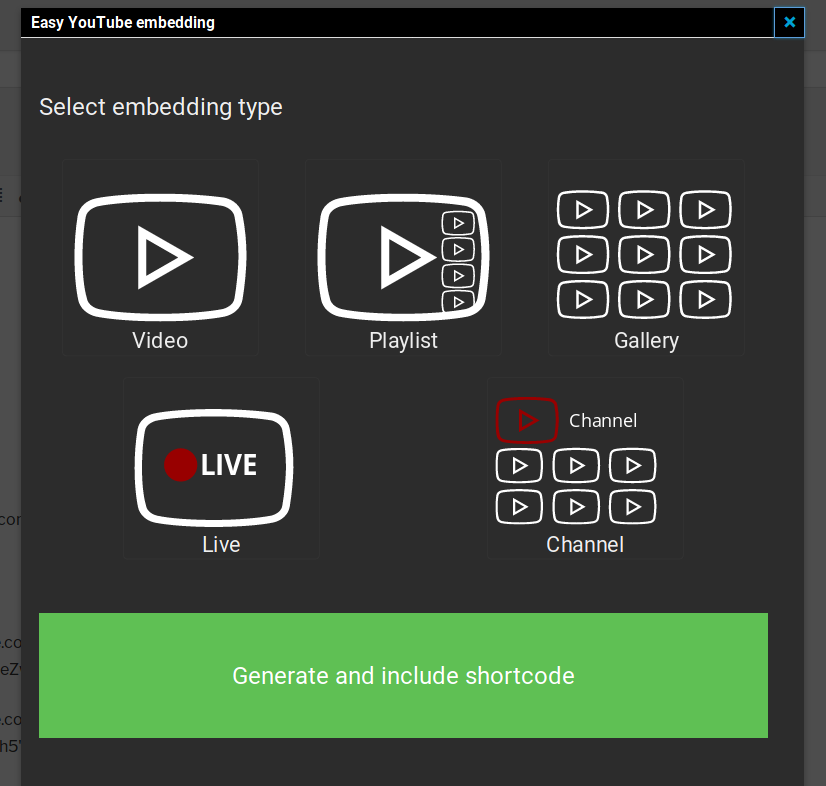 Easy YouTube embedding
Select embedding type
Video
Playlist
Gallery
LIVE
Live
Channel
Channel
Generate and include shortcode